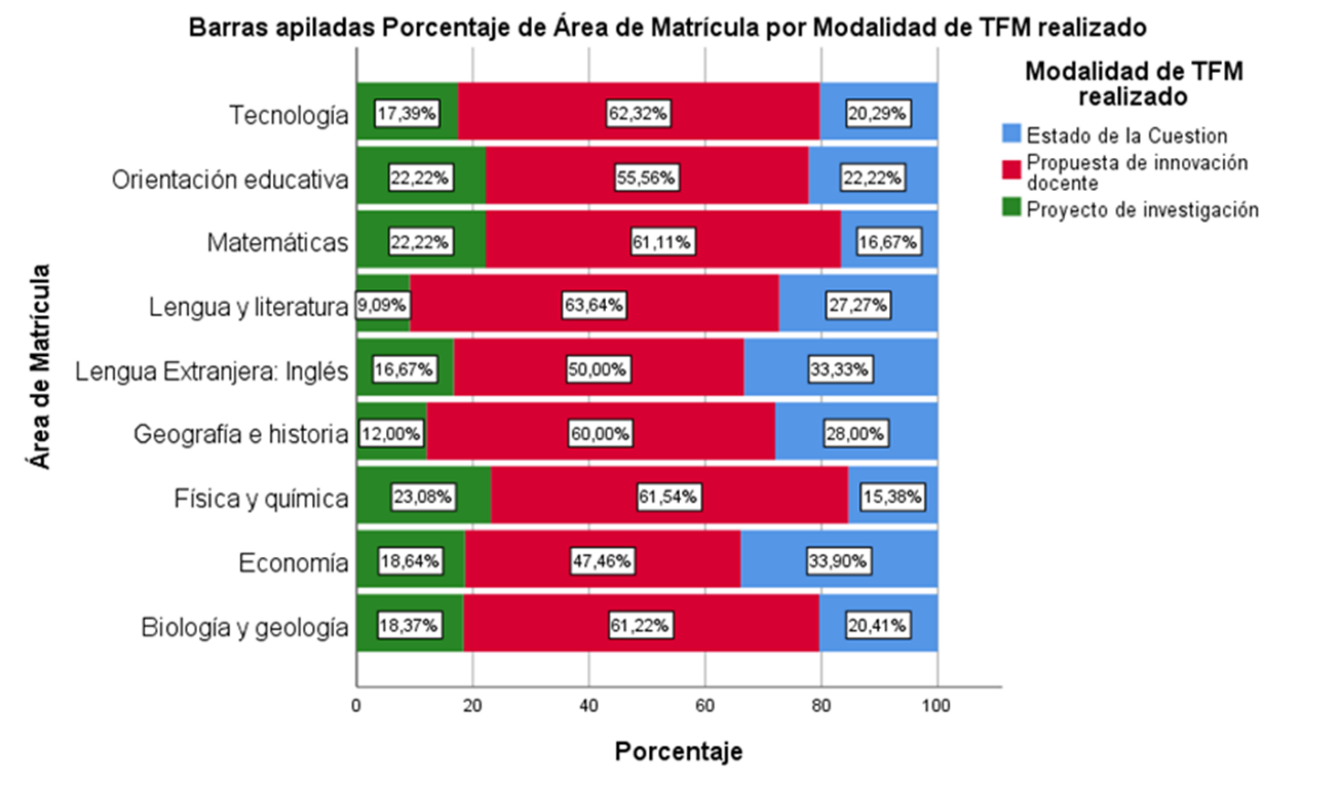 Barras apiladas Porcentaje de Área de Matrícula por Modalidad de TFM realizado
Modalidad de TFM
realizado
Estado de la Cuestion
Propuesta de innovación
docente
Proyecto de investigación
Área de Matrícula
Tecnología 17,39% 62,32% 20,29%
Orientación educativa 22,22% 55,56% 22,22%
Matemáticas 22,22% 61,11% 16,67%
Lengua y literatura 9,09% 63,64% 27,27%
Lengua Extranjera: Inglés 16,67% 50,00% 33,33%
Geografía e historia 12,00% 60,00% 28,00%
Física y química 23,08% 61,54% 15,38%
Economía 18,64% 47,46% 33,90%
Biología y geología 18,37% 61,22% 20,41%
0 20 40 60 80 100
Porcentaje